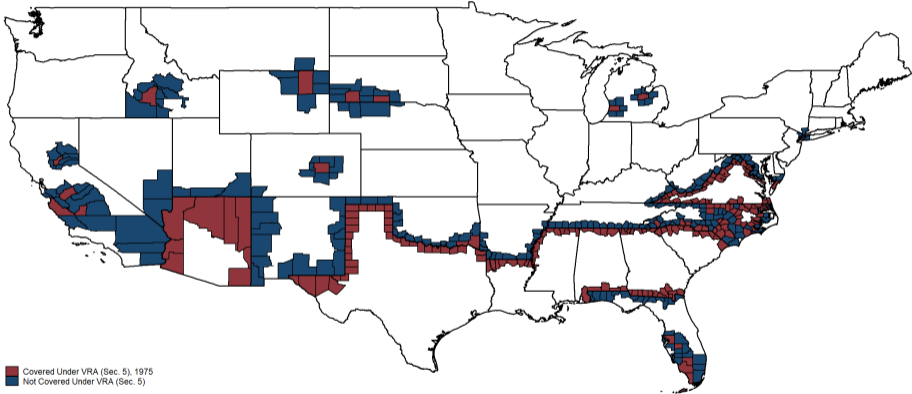 Covered Under VRA (Sec. 5), 1975
Not Covered Under VRA (Sec. 5)